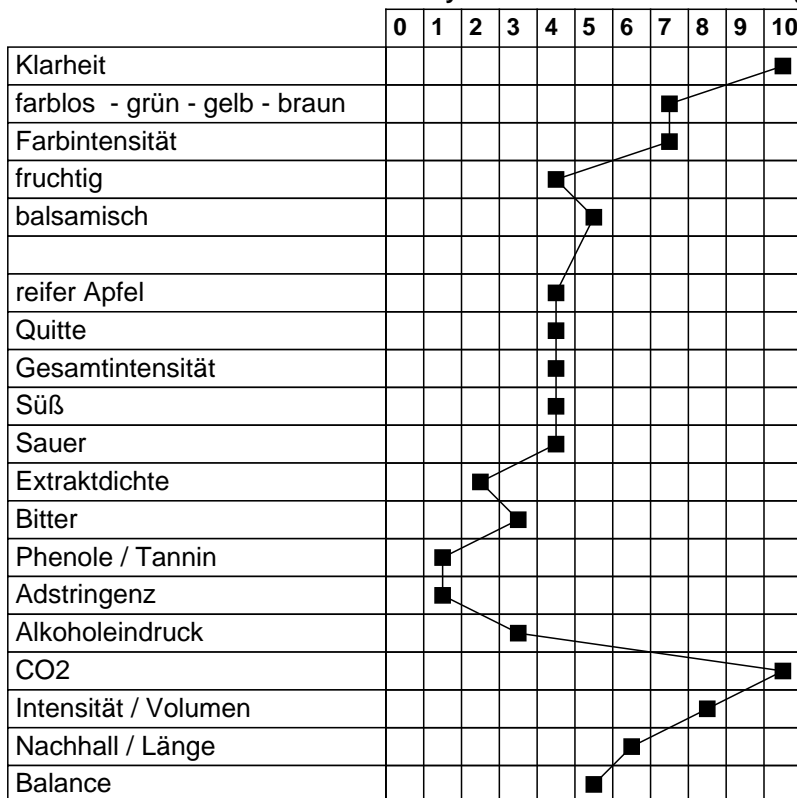 0 1 2 3 4 5 6 7 8 9 10
Klarheit
farblos - grün - gelb - braun
Farbintensität
fruchtig
balsamisch
reifer Apfel
Quitte
Gesamtintensität
Süß
Sauer
Extraktdichte
Bitter
Phenole / Tannin
Adstringenz
Alkoholeindruck
CO2
Intensität / Volumen
Nachhall / Länge
Balance